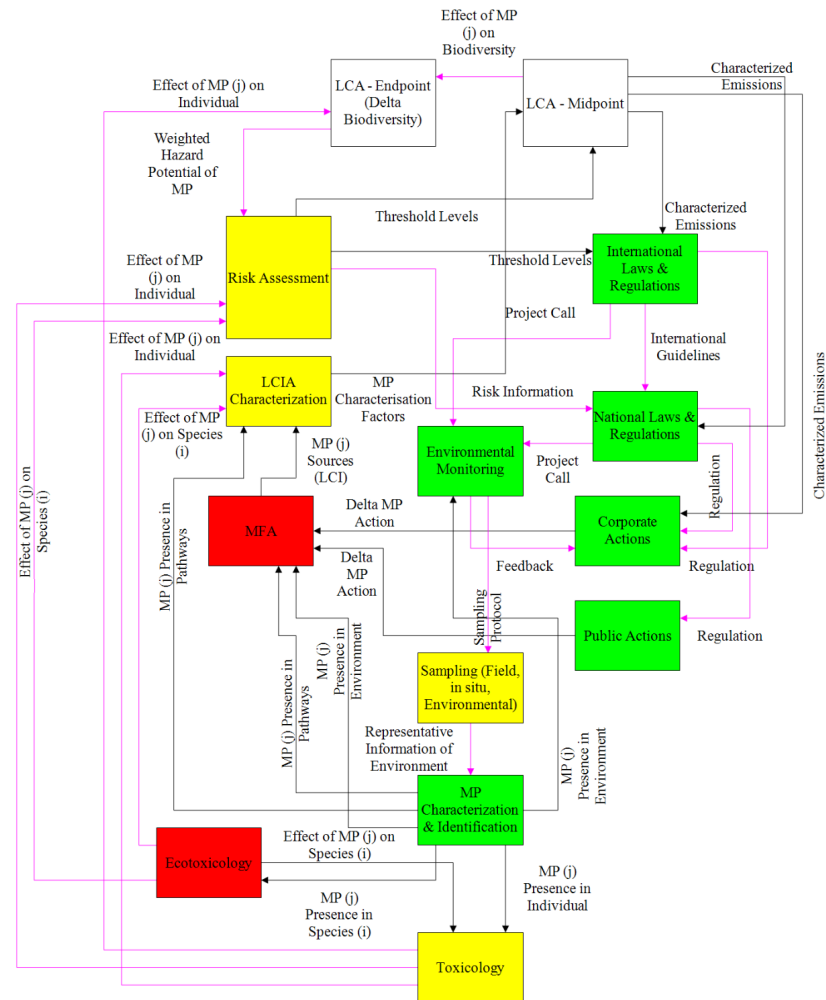 Effect of MP
(j) on
Biodiversity
Effect of MP (j) on
Individual
LCA - Endpoint
(Delta
Biodiversity)
LCA - Midpoint
Characterized
Emissions
Weighted
Hazard
Potential of
MP
Threshold Levels
Characterized
Emissions
Effect of MP
(j) on
Individual
Risk Assessment
Threshold Levels
International
Laws &
Regulations
Project Call
International
Guidelines
Effect of MP (j) on
Individual
LCIA
Characterization
MP
Characterisation
Factors
Risk Information
National Laws &
Regulations
Characterized Emissions
Effect of MP
(j) on Species
(i)
MP (j)
Sources
(LCI)
Environmental
Monitoring
Project
Call
Regulation
Effect of MP (j) on
Species (i)
MP (j) Presence in
Pathways
MFA
Delta MP
Action
Corporate
Actions
Delta
MP
Action
Feedback
Regulation
Sampling
Protocol
Public Actions
Regulation
MP (j) Presence in
Pathways
MP (j)
Presence in
Environment
Sampling (Field,
in situ,
Environmental)
Representative
Information of
Environment
MP (j)
Presence in
Environment
MP
Characterization
& Identification
Ecotoxicology
Effect of MP (j) on
Species (i)
MP (j)
Presence in
Species (i)
MP (j)
Presence in
Individual
Toxicology